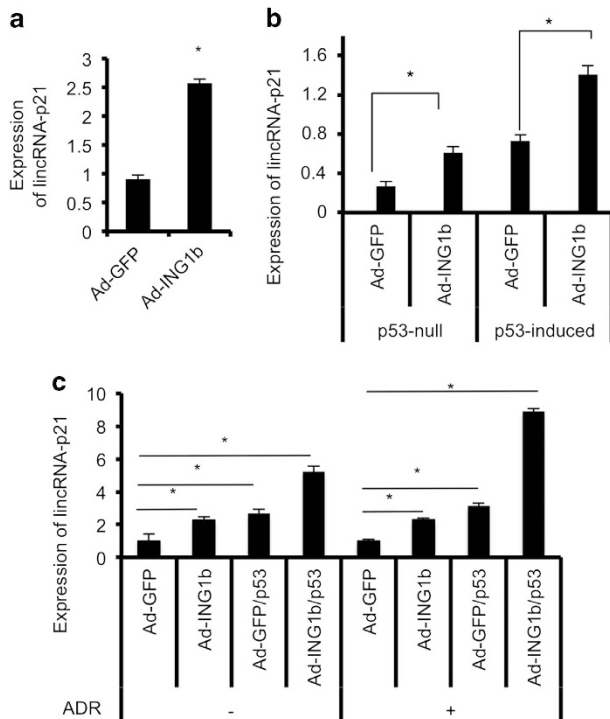 a
Expression
of lincRNA-p21
3
2.5
2
1.5
1
0.5
0
*
Ad-GFP
Ad-ING1b
b
Expression of lincRNA-p21
1.6
1.2
0.8
0.4
0
*
*
Ad-GFP
Ad-ING1b
Ad-GFP
Ad-ING1b
p53-null
p53-induced
c
Expression of lincRNA-p21
10
8
6
4
2
0
*
*
*
*
*
*
Ad-GFP
Ad-ING1b
Ad-GFP/p53
Ad-ING1b/p53
Ad-GFP
Ad-ING1b
Ad-GFP/p53
Ad-ING1b/p53
ADR - +